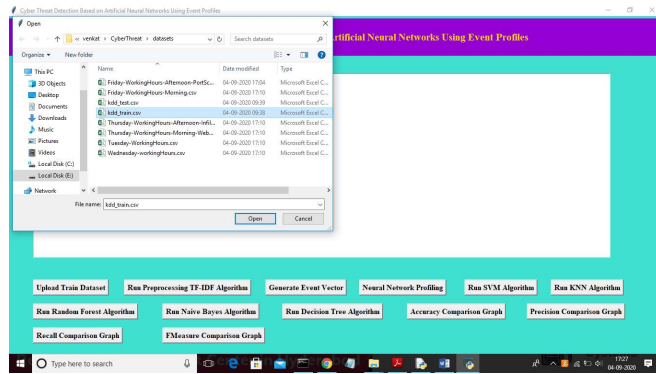 Cyber Threat Detection Based on Artificial Neural Networks Using Event Profiles
Open
rtificial Neural Networks Using Event Profiles
« venkat › CyberThreat › datasets
Search datasets
Organize
New folder
Name
Date modified
Type
This PC
3D Objects
Desktop
Documents
Downloads
Music
Pictures
Videos
Local Disk (C:)
Local Disk (E:)
Network
Friday-WorkingHours-Afternoon-PortSc... 04-09-2020 17:04 Microsoft Excel C...
Friday-WorkingHours-Morning.csv 04-09-2020 17:10 Microsoft Excel C...
kdd_test.csv 04-09-2020 09:39 Microsoft Excel C...
kdd_train.csv 04-09-2020 09:38 Microsoft Excel C...
Thursday-WorkingHours-Afternoon-Infil... 04-09-2020 17:10 Microsoft Excel C...
Thursday-WorkingHours-Morning-Web... 04-09-2020 17:10 Microsoft Excel C...
Tuesday-WorkingHours.csv 04-09-2020 17:10 Microsoft Excel C...
Wednesday-workingHours.csv 04-09-2020 17:10 Microsoft Excel C...
File name: kdd_train.csv
Open
Cancel
Upload Train Dataset
Run Preprocessing TF-IDF Algorithm
Generate Event Vector
Neural Network Profiling
Run SVM Algorithm
Run KNN Algorithm
Run Random Forest Algorithm
Run Naive Bayes Algorithm
Run Decision Tree Algorithm
Accuracy Comparison Graph
Precision Comparison Graph
Recall Comparison Graph
FMeasure Comparison Graph
Type here to search
17:27
04-09-2020